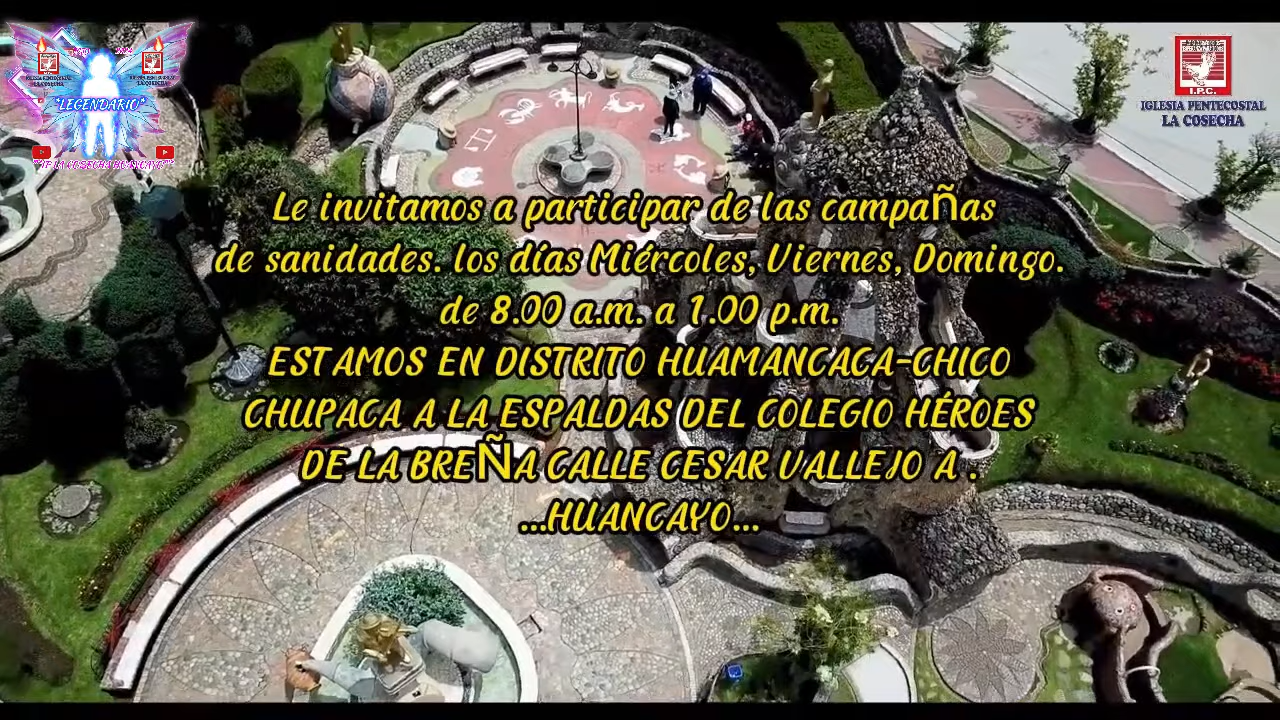 "LEGENDARIO"
I.P.C.
IGLESIA PENTECOSTAL
LA COSECHA
Le invitamos a participar de las campañas
de sanidades. los días Miércoles, Viernes, Domingo.
de 8.00 a.m. a 1.00 p.m.
ESTAMOS EN DISTRITO HUAMANCACA-CHICO
CHUPACA A LA ESPALDAS DEL COLEGIO HÉROES
DE LA BREÑA CALLE CESAR VALLEJO A .
...HUANCAYO...